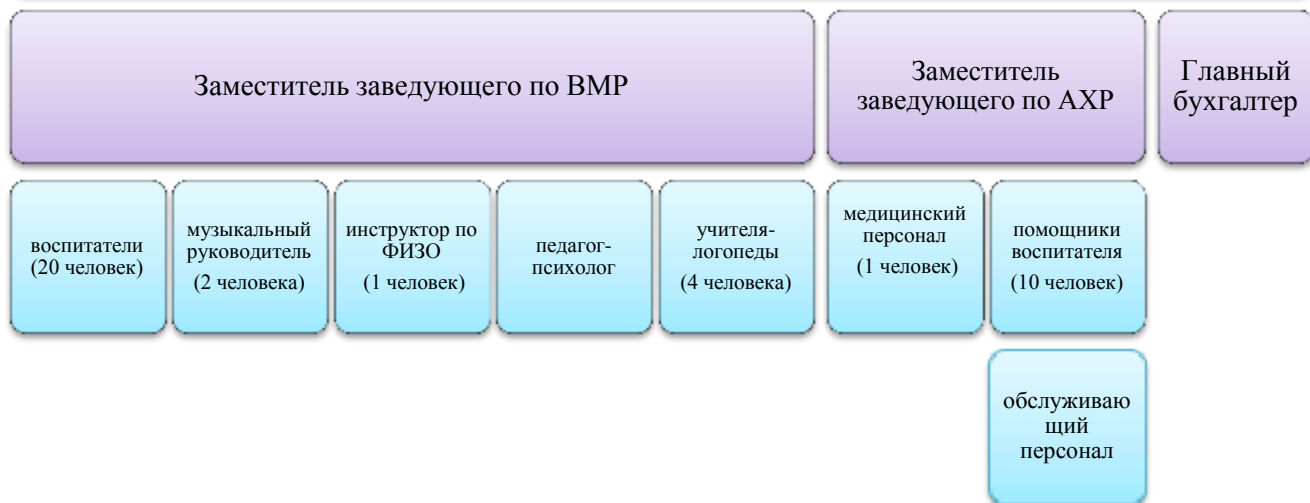 Заместитель заведующего по ВМР
Заместитель
заведующего по АХР
Главный
бухгалтер
воспитатели
(20 человек)
музыкальный
руководитель
(2 человека)
инструктор по
ФИЗО
(1 человек)
педагог-
психолог
учителя-
логопеды
(4 человека)
медицинский
персонал
(1 человек)
помощники
воспитателя
(10 человек)
обслуживаю
щий
персонал